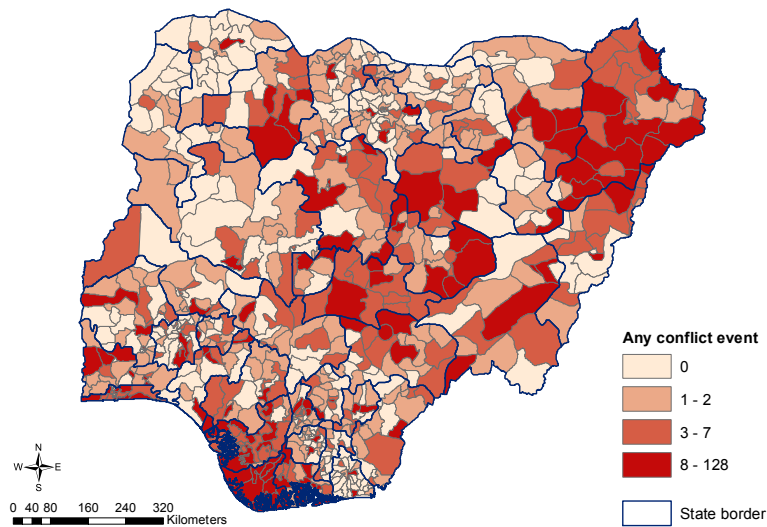 Any conflict event
0
1 - 2
3 - 7
8 - 128
State border
N
W E
S
0 40 80 160 240 320
Kilometers